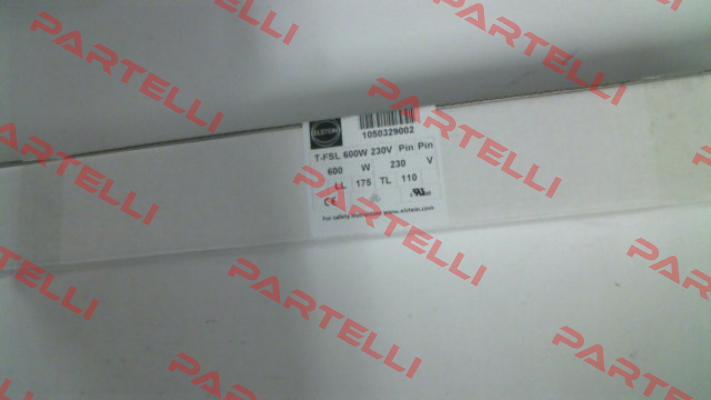 PARTELLI
PARTELLI
PARTELLI
PARTELLI
ELSTEIN
1050329002
T-FSL 600W 230V Pin Pin
600 W 230 V
LL 175 TL 110
CE
For safety instruction www.elstein.com
PARTELLI
PARTELLI
PARTELLI
PARTELLI
PARTELLI
PARTELLI
PARTELLI